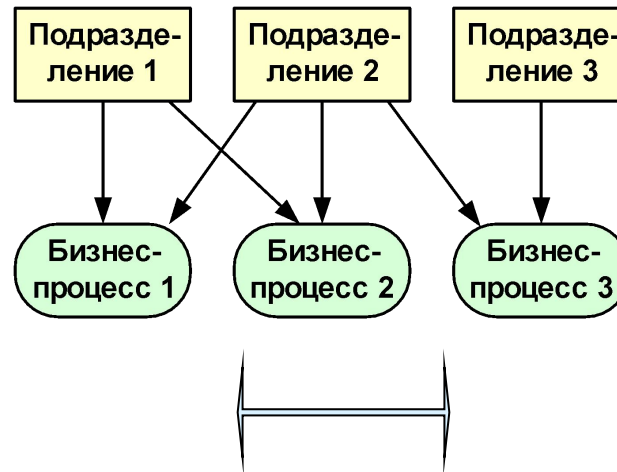 Подразде-
ление 1
Подразде-
ление 2
Подразде-
ление 3
Бизнес-
процесс 1
Бизнес-
процесс 2
Бизнес-
процесс 3